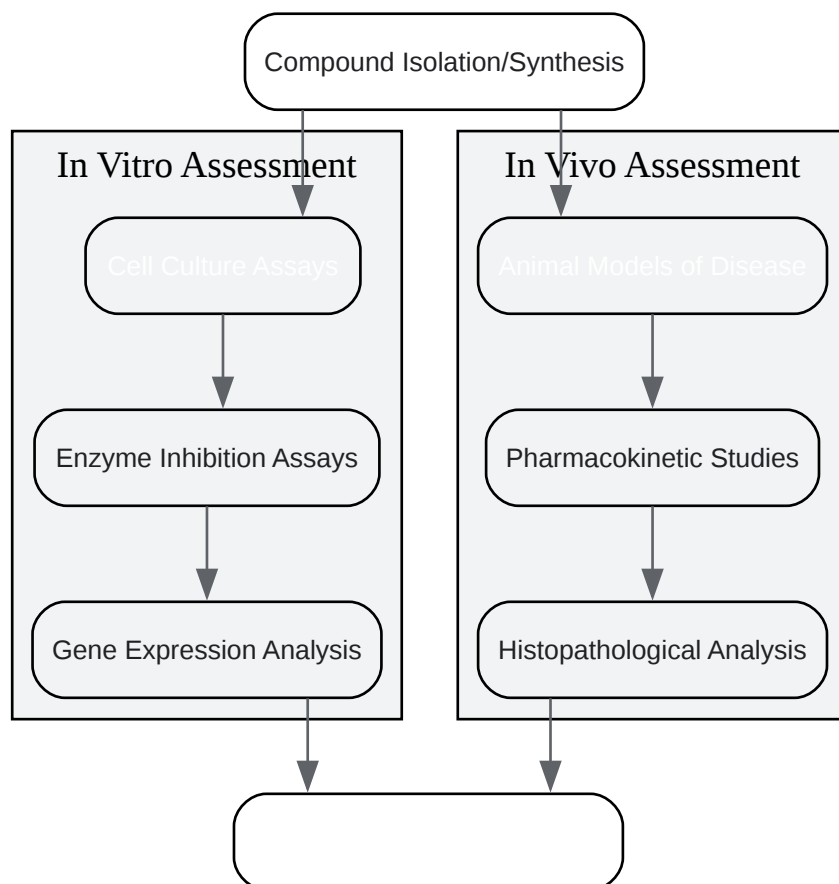 Compound Isolation/Synthesis
In Vitro Assessment
In Vivo Assessment
Cell Culture Assays
Animal Models of Disease
Enzyme Inhibition Assays
Pharmacokinetic Studies
Gene Expression Analysis
Histopathological Analysis